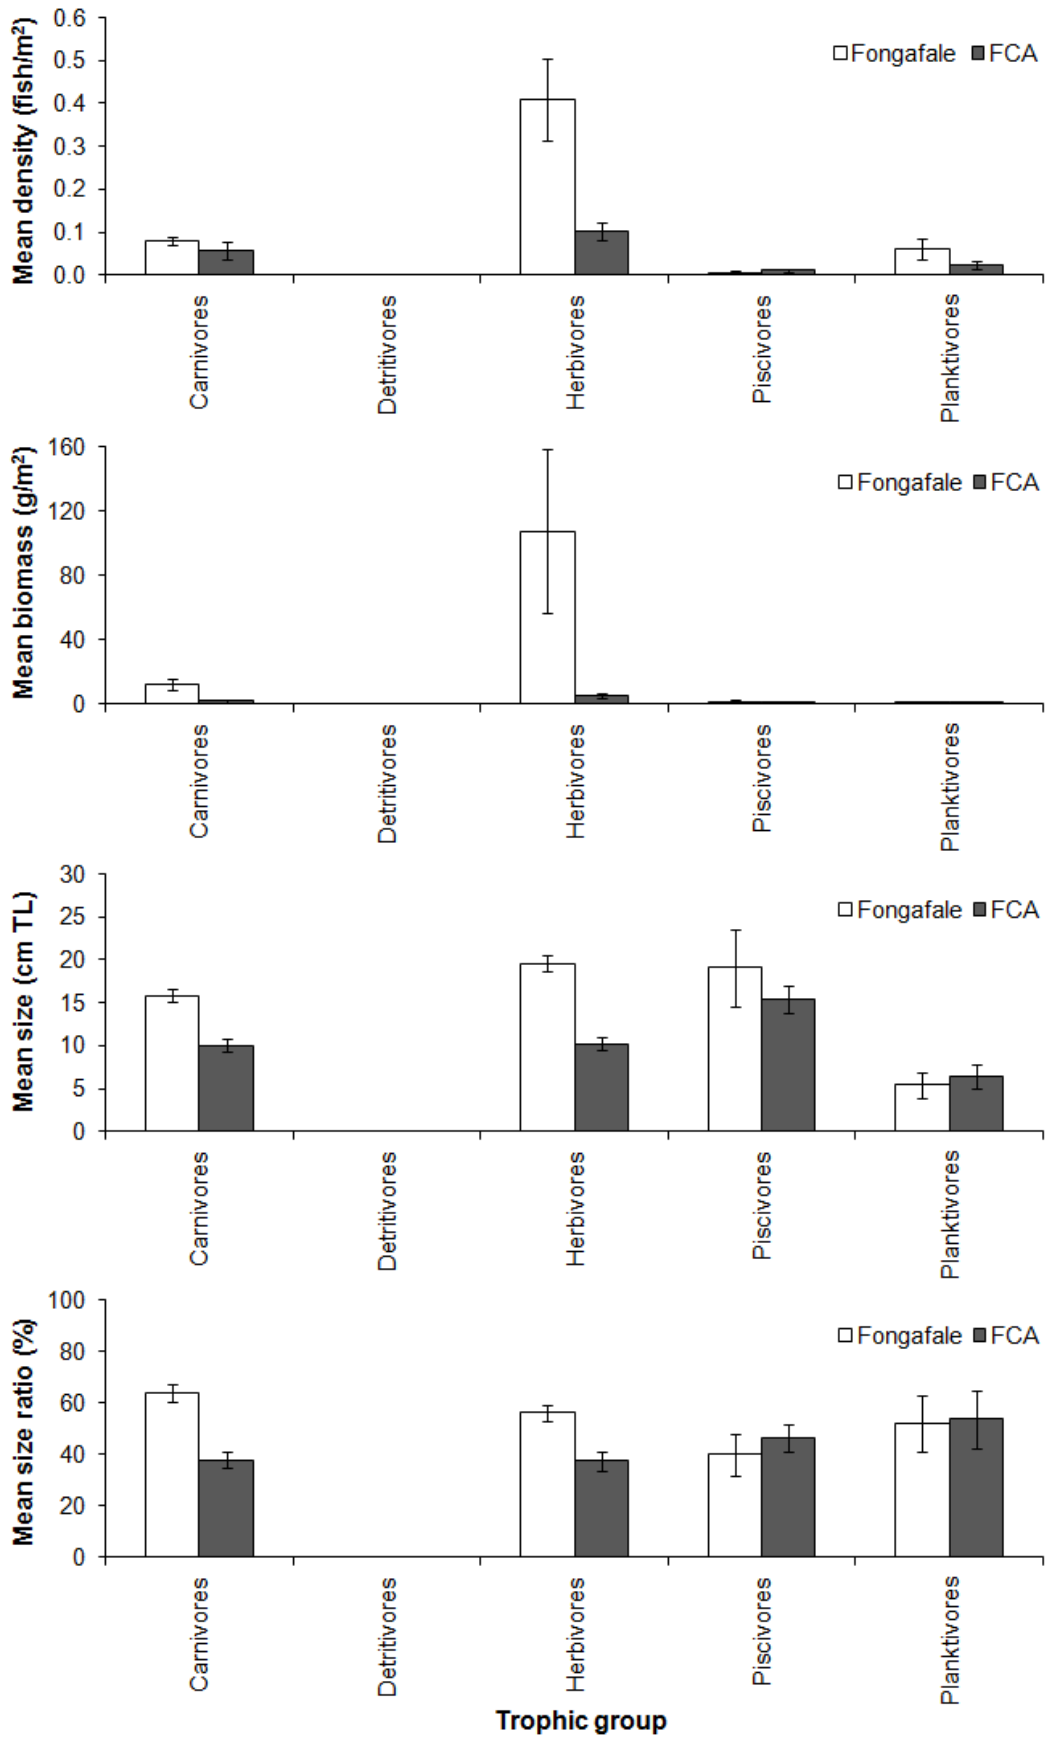 Mean density (fish/m²)
0.6
0.5
0.4
0.3
0.2
0.1
0.0
Fongafale FCA
Carnivores
Detritivores
Herbivores
Piscivores
Planktivores
Mean biomass (g/m²)
160
120
80
40
0
Fongafale FCA
Carnivores
Detritivores
Herbivores
Piscivores
Planktivores
Mean size (cm TL)
30
25
20
15
10
5
0
Fongafale FCA
Carnivores
Detritivores
Herbivores
Piscivores
Planktivores
Mean size ratio (%)
100
80
60
40
20
0
Fongafale FCA
Carnivores
Detritivores
Herbivores
Piscivores
Planktivores
Trophic group